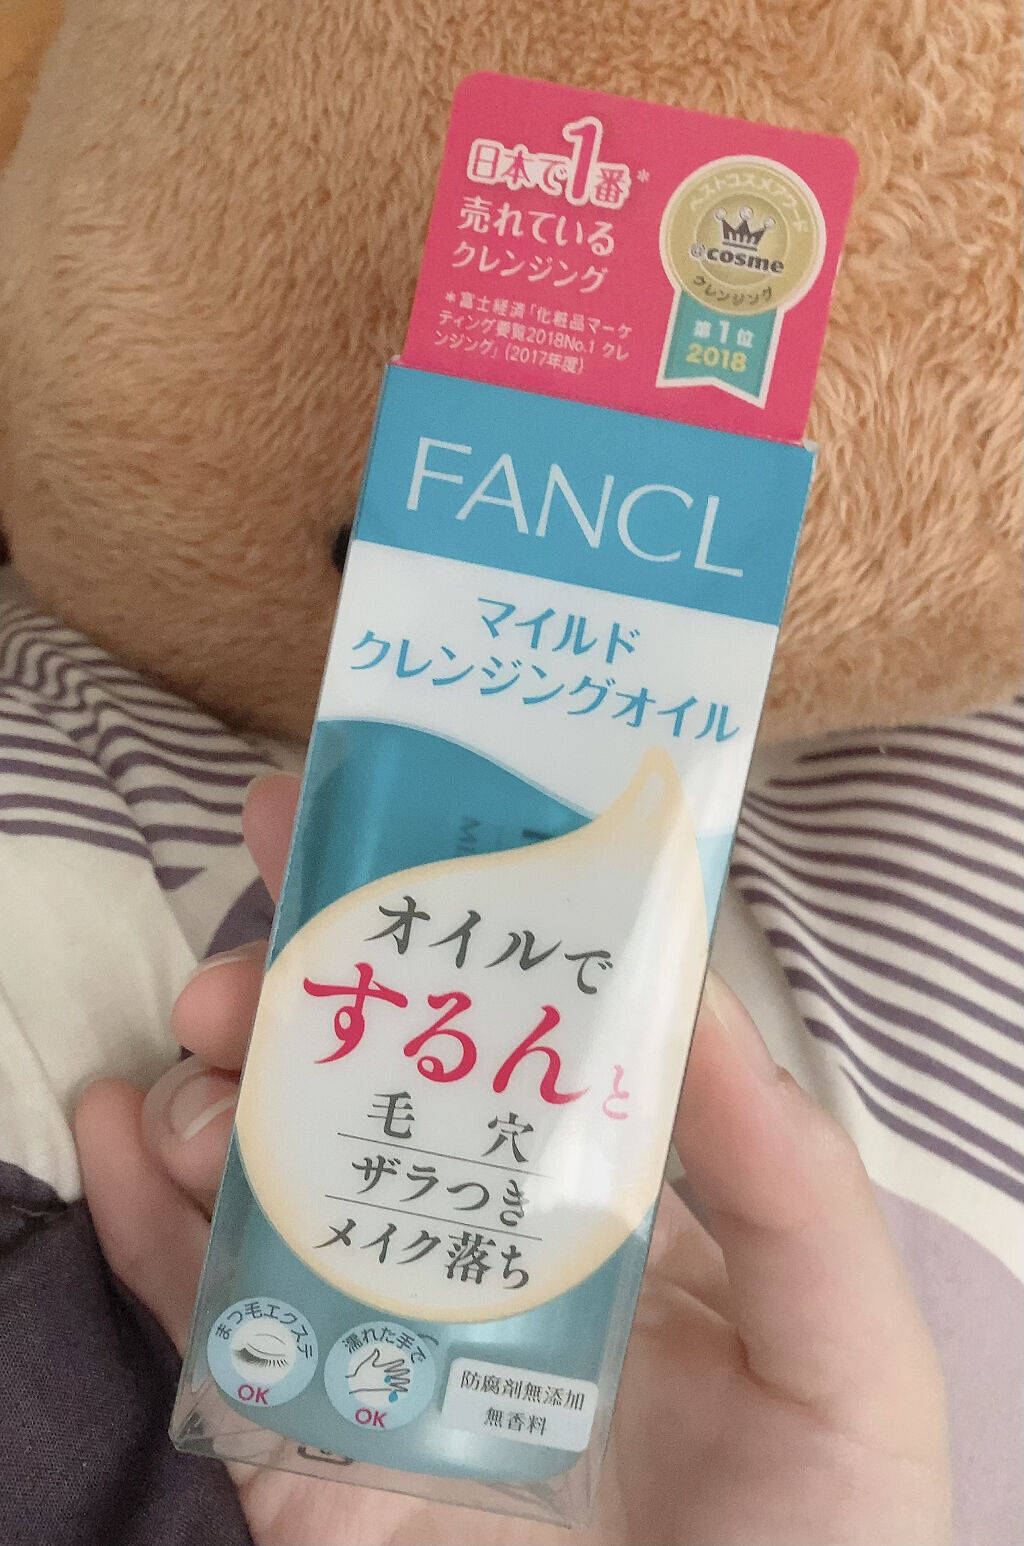 日本で1番*
売れている
クレンジング
*富士経済「化粧品マーケ
ティング要覧2018No.1 クレ
ンジング」(2017年度)
ベストコスメアワード
@cosme
クレンジング
第1位
2018
FANCL
マイルド
クレンジングオイル
オイルで
するんと
毛穴
ザラつき
メイク落ち
まつ毛エクステ
OK
濡れた手で
OK
防腐剤無添加
無香料